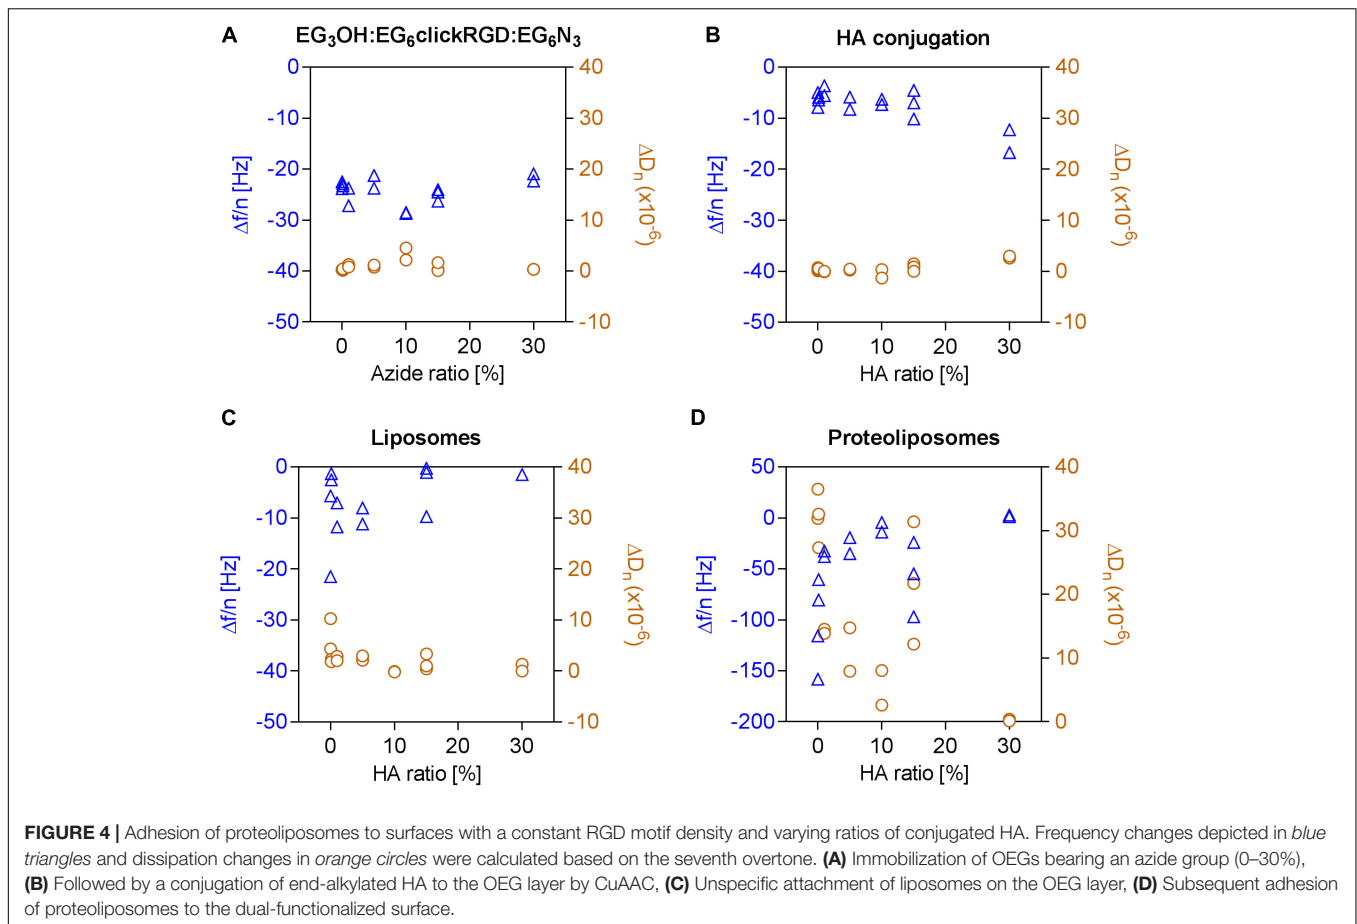 A EG3OH:EG6clickRGD:EG6N3
0
-10
-20
-30
-40
-50
Δf/n [Hz]
40
30
20
10
0
-10
ΔDn (x10-6)
0 10 20 30
Azide ratio [%]
B HA conjugation
0
-10
-20
-30
-40
-50
Δf/n [Hz]
40
30
20
10
0
-10
ΔDn (x10-6)
0 10 20 30
HA ratio [%]
C Liposomes
0
-10
-20
-30
-40
-50
Δf/n [Hz]
40
30
20
10
0
-10
ΔDn (x10-6)
0 10 20 30
HA ratio [%]
D Proteoliposomes
50
0
-50
-100
-150
-200
Δf/n [Hz]
40
30
20
10
0
ΔDn (x10-6)
0 10 20 30
HA ratio [%]
FIGURE 4 | Adhesion of proteoliposomes to surfaces with a constant RGD motif density and varying ratios of conjugated HA. Frequency changes depicted in blue
triangles and dissipation changes in orange circles were calculated based on the seventh overtone. (A) Immobilization of OEGs bearing an azide group (0–30%),
(B) Followed by a conjugation of end-alkylated HA to the OEG layer by CuAAC, (C) Unspecific attachment of liposomes on the OEG layer, (D) Subsequent adhesion
of proteoliposomes to the dual-functionalized surface.